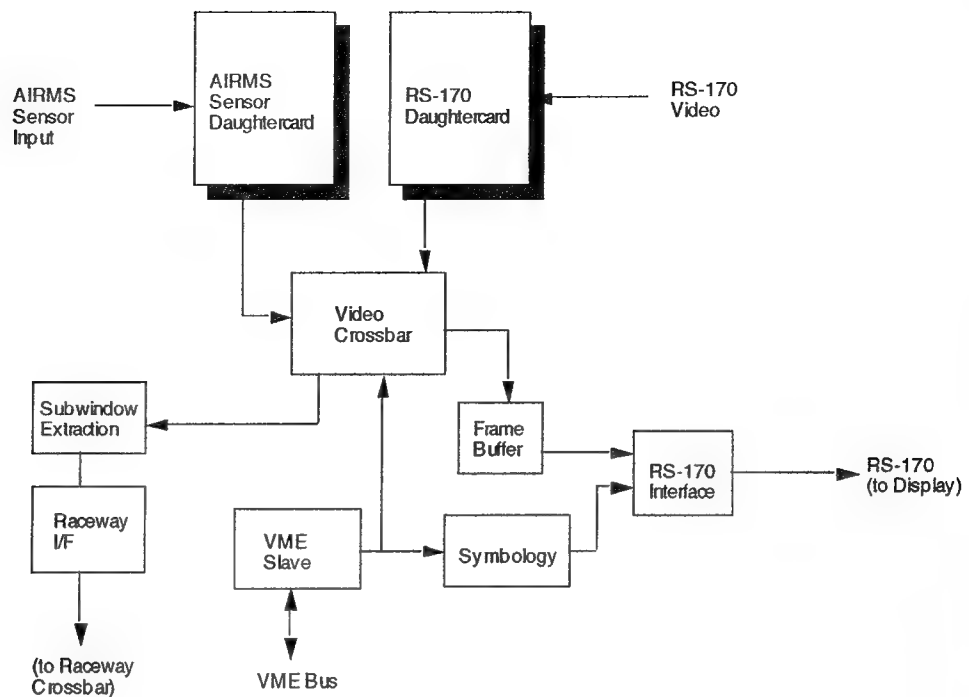 AIRMS
Sensor
Input
AIRMS
Sensor
Daughtercard
RS-170
Daughtercard
RS-170
Video
Video
Crossbar
Subwindow
Extraction
Frame
Buffer
RS-170
Interface
RS-170
(to Display)
Raceway
I/F
VME
Slave
Symbology
(to Raceway
Crossbar)
VME Bus